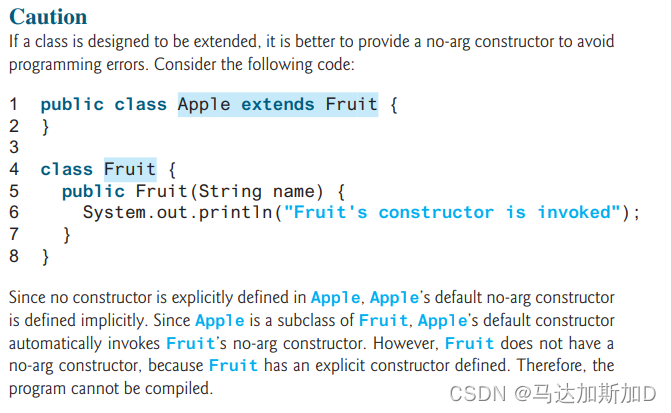 Caution
If a class is designed to be extended, it is better to provide a no-arg constructor to avoid
programming errors. Consider the following code:
1 public class Apple extends Fruit {
2 }
3
4 class Fruit {
5 public Fruit(String name) {
6 System.out.println("Fruit's constructor is invoked");
7 }
8 }
Since no constructor is explicitly defined in Apple, Apple's default no-arg constructor
is defined implicitly. Since Apple is a subclass of Fruit, Apple's default constructor
automatically invokes Fruit's no-arg constructor. However, Fruit does not have a
no-arg constructor, because Fruit has an explicit constructor defined. Therefore, the
program cannot be compiled.
CSDN @马达加斯加D